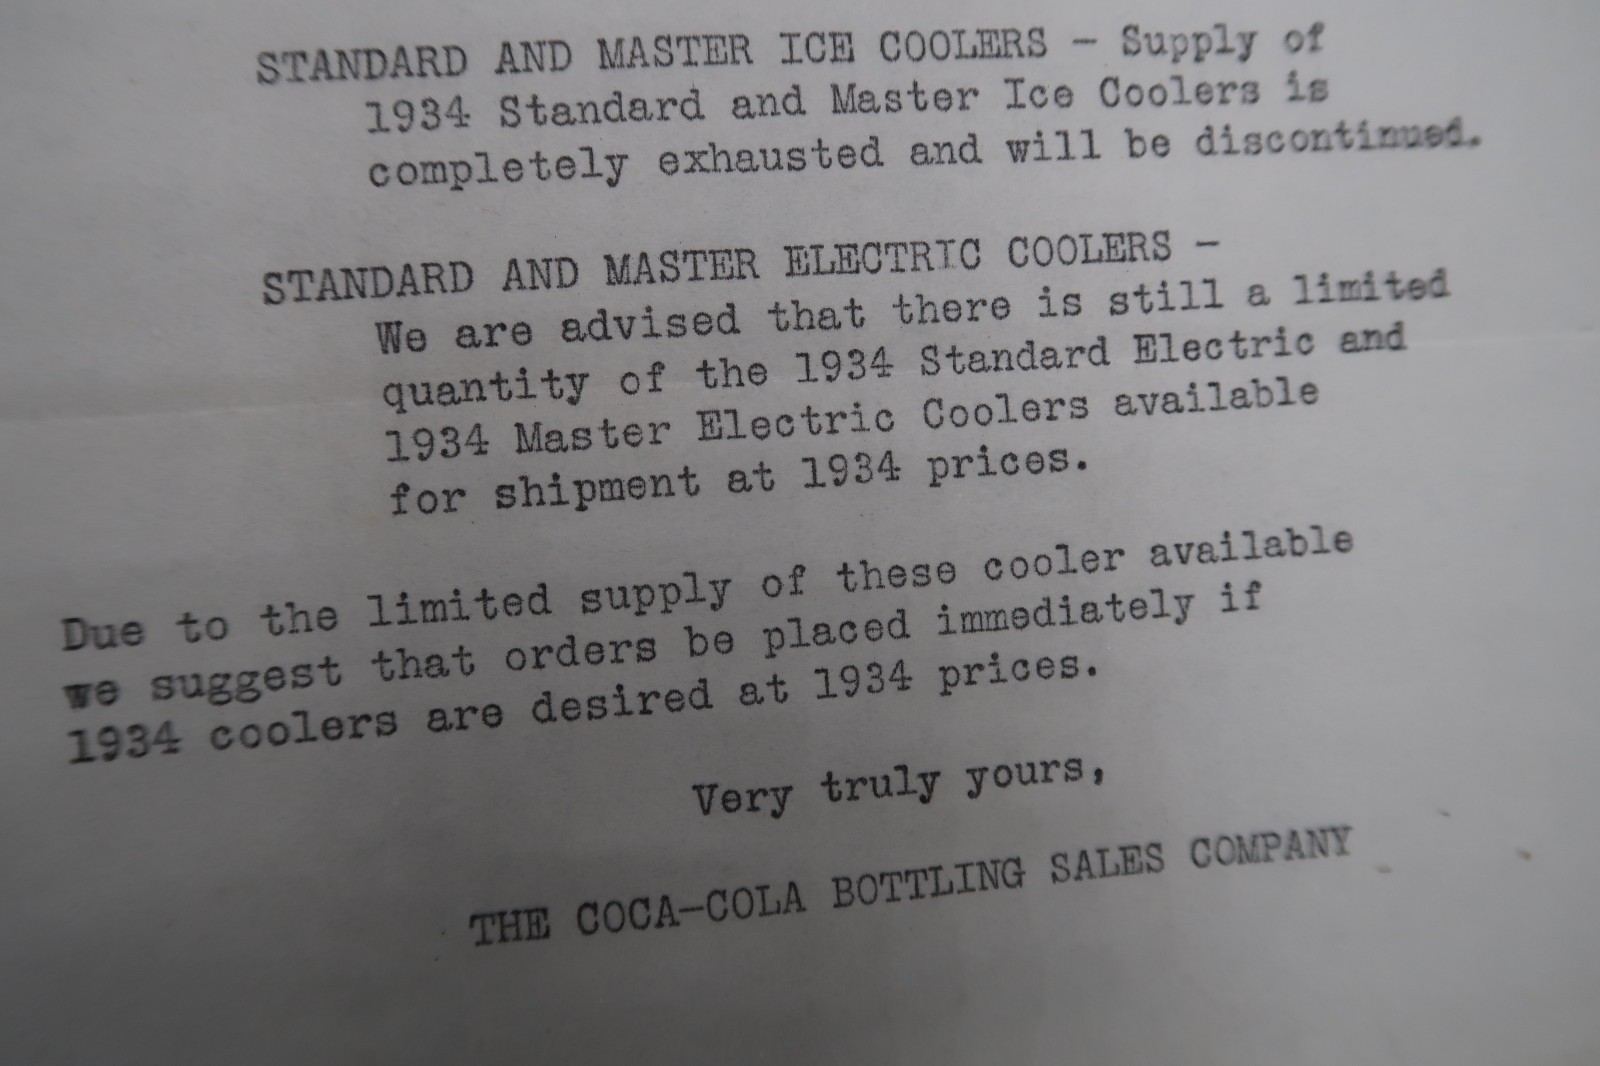 STANDARD AND MASTER ICE COOLERS - Supply of
1934 Standard and Master Ice Coolers is
completely exhausted and will be discontinued.
STANDARD AND MASTER ELECTRIC COOLERS -
We are advised that there is still a limited
quantity of the 1934 Standard Electric and
1934 Master Electric Coolers available
for shipment at 1934 prices.
Due to the limited supply of these cooler available
we suggest that orders be placed immediately if
1934 coolers are desired at 1934 prices.
Very truly yours,
THE COCA-COLA BOTTLING SALES COMPANY